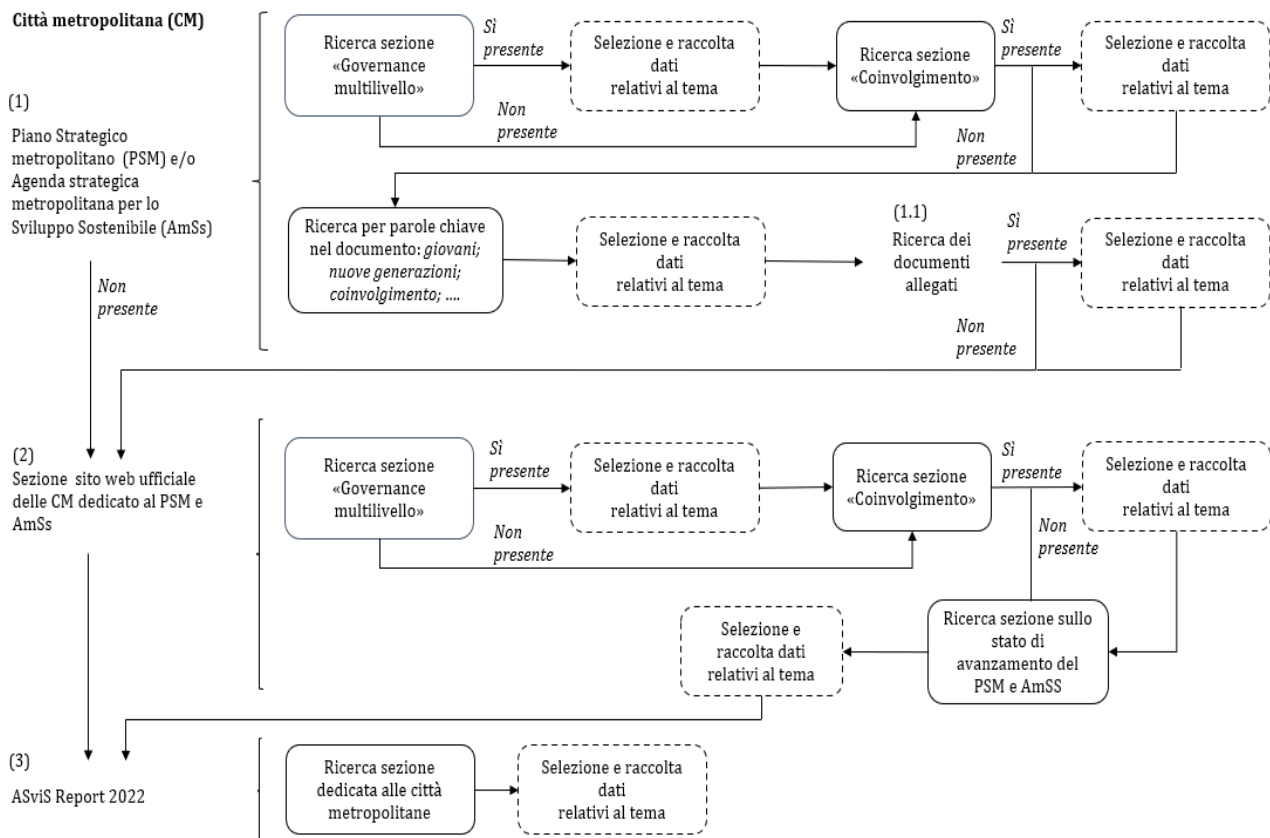 Città metropolitana (CM)
(1)
Piano Strategico
metropolitano (PSM) e/o
Agenda strategica
metropolitana per lo
Sviluppo Sostenibile (AmSs)
Non
presente
Ricerca sezione
«Governance
multilivello»
Sì
presente
Non
presente
Selezione e raccolta
dati
relativi al tema
Ricerca sezione
«Coinvolgimento»
Sì
presente
Non
presente
Selezione e raccolta
dati
relativi al tema
Ricerca per parole chiave
nel documento: giovani;
nuove generazioni;
coinvolgimento; ....
Selezione e raccolta
dati
relativi al tema
(1.1)
Ricerca dei
documenti
allegati
Sì
presente
Non
presente
Selezione e raccolta
dati
relativi al tema
(2)
Sezione sito web ufficiale
delle CM dedicato al PSM e
AmSs
Ricerca sezione
«Governance
multilivello»
Sì
presente
Non
presente
Selezione e raccolta
dati
relativi al tema
Ricerca sezione
«Coinvolgimento»
Sì
presente
Non
presente
Selezione e raccolta
dati
relativi al tema
Selezione e
raccolta dati
relativi al tema
Ricerca sezione sullo
stato di
avanzamento del
PSM e AmSS
(3)
ASviS Report 2022
Ricerca sezione
dedicata alle città
metropolitane
Selezione e raccolta
dati
relativi al tema